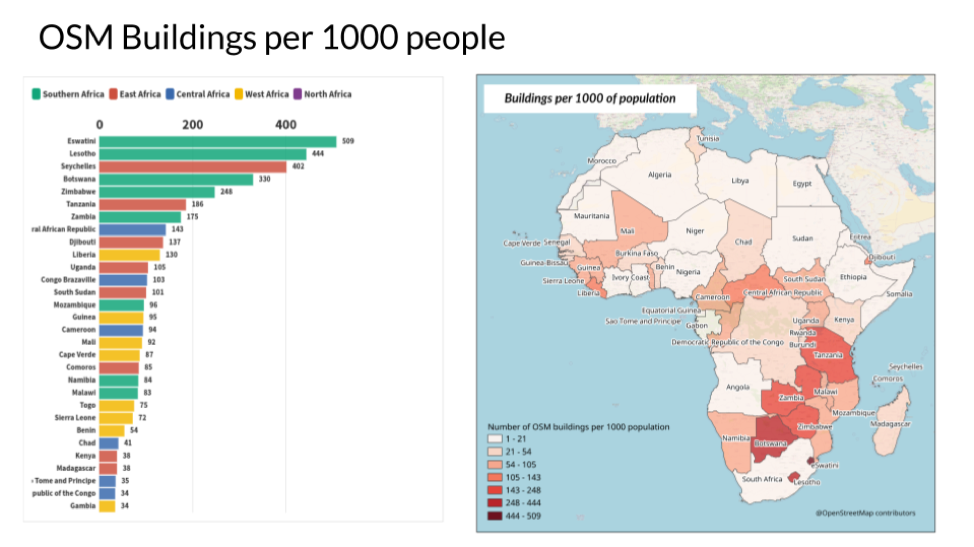 OSM Buildings per 1000 people
Southern Africa East Africa Central Africa West Africa North Africa
0 200 400
Eswatini 509
Lesotho 444
Seychelles 402
Botswana 330
Zimbabwe 248
Tanzania 186
Zambia 175
ral African Republic 143
Djibouti 137
Liberia 130
Uganda 105
Congo Brazaville 103
South Sudan 101
Mozambique 96
Guinea 95
Cameroon 94
Mali 92
Cape Verde 87
Comoros 85
Namibia 84
Malawi 83
Togo 75
Sierra Leone 72
Benin 54
Chad 41
Kenya 38
Madagascar 38
Tome and Principe 35
public of the Congo 34
Gambia 34
Buildings per 1000 of population
Tunisia
Morocco
Algeria
Libya
Egypt
Mauritania
Mali
Niger
Chad
Sudan
Eritrea
Cape Verde
Senegal
Burkina Faso
Djibouti
Guinea-Bissau
Guinea
Benin
Nigeria
South Sudan
Ethiopia
Sierra Leone
Ivory Coast
Liberia
Cameroon
Central African Republic
Somalia
Equatorial Guinea
Sao Tome and Principe
Gabon
Uganda
Kenya
Rwanda
Democratic Republic of the Congo
Burundi
Tanzania
Seychelles
Comoros
Angola
Zambia
Malawi
Mozambique
Madagascar
Zimbabwe
Namibia
Botswana
eSwatini
South Africa
Lesotho
Number of OSM buildings per 1000 population
1 - 21
21 - 54
54 - 105
105 - 143
143 - 248
248 - 444
444 - 509
@OpenStreetMap contributors